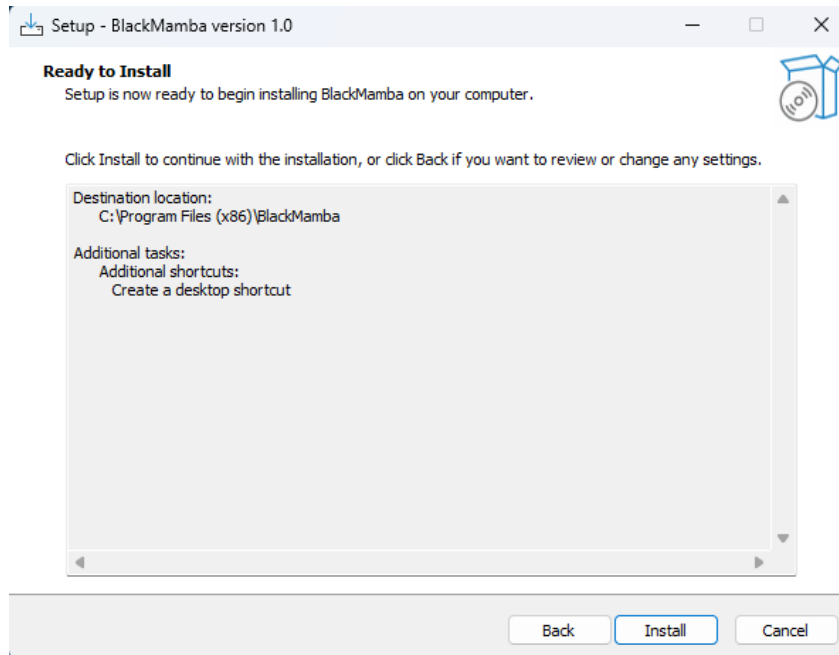 Setup - BlackMamba version 1.0
Ready to Install
Setup is now ready to begin installing BlackMamba on your computer.
Click Install to continue with the installation, or click Back if you want to review or change any settings.
Destination location:
C:\Program Files (x86)\BlackMamba
Additional tasks:
Additional shortcuts:
Create a desktop shortcut
Back Install Cancel